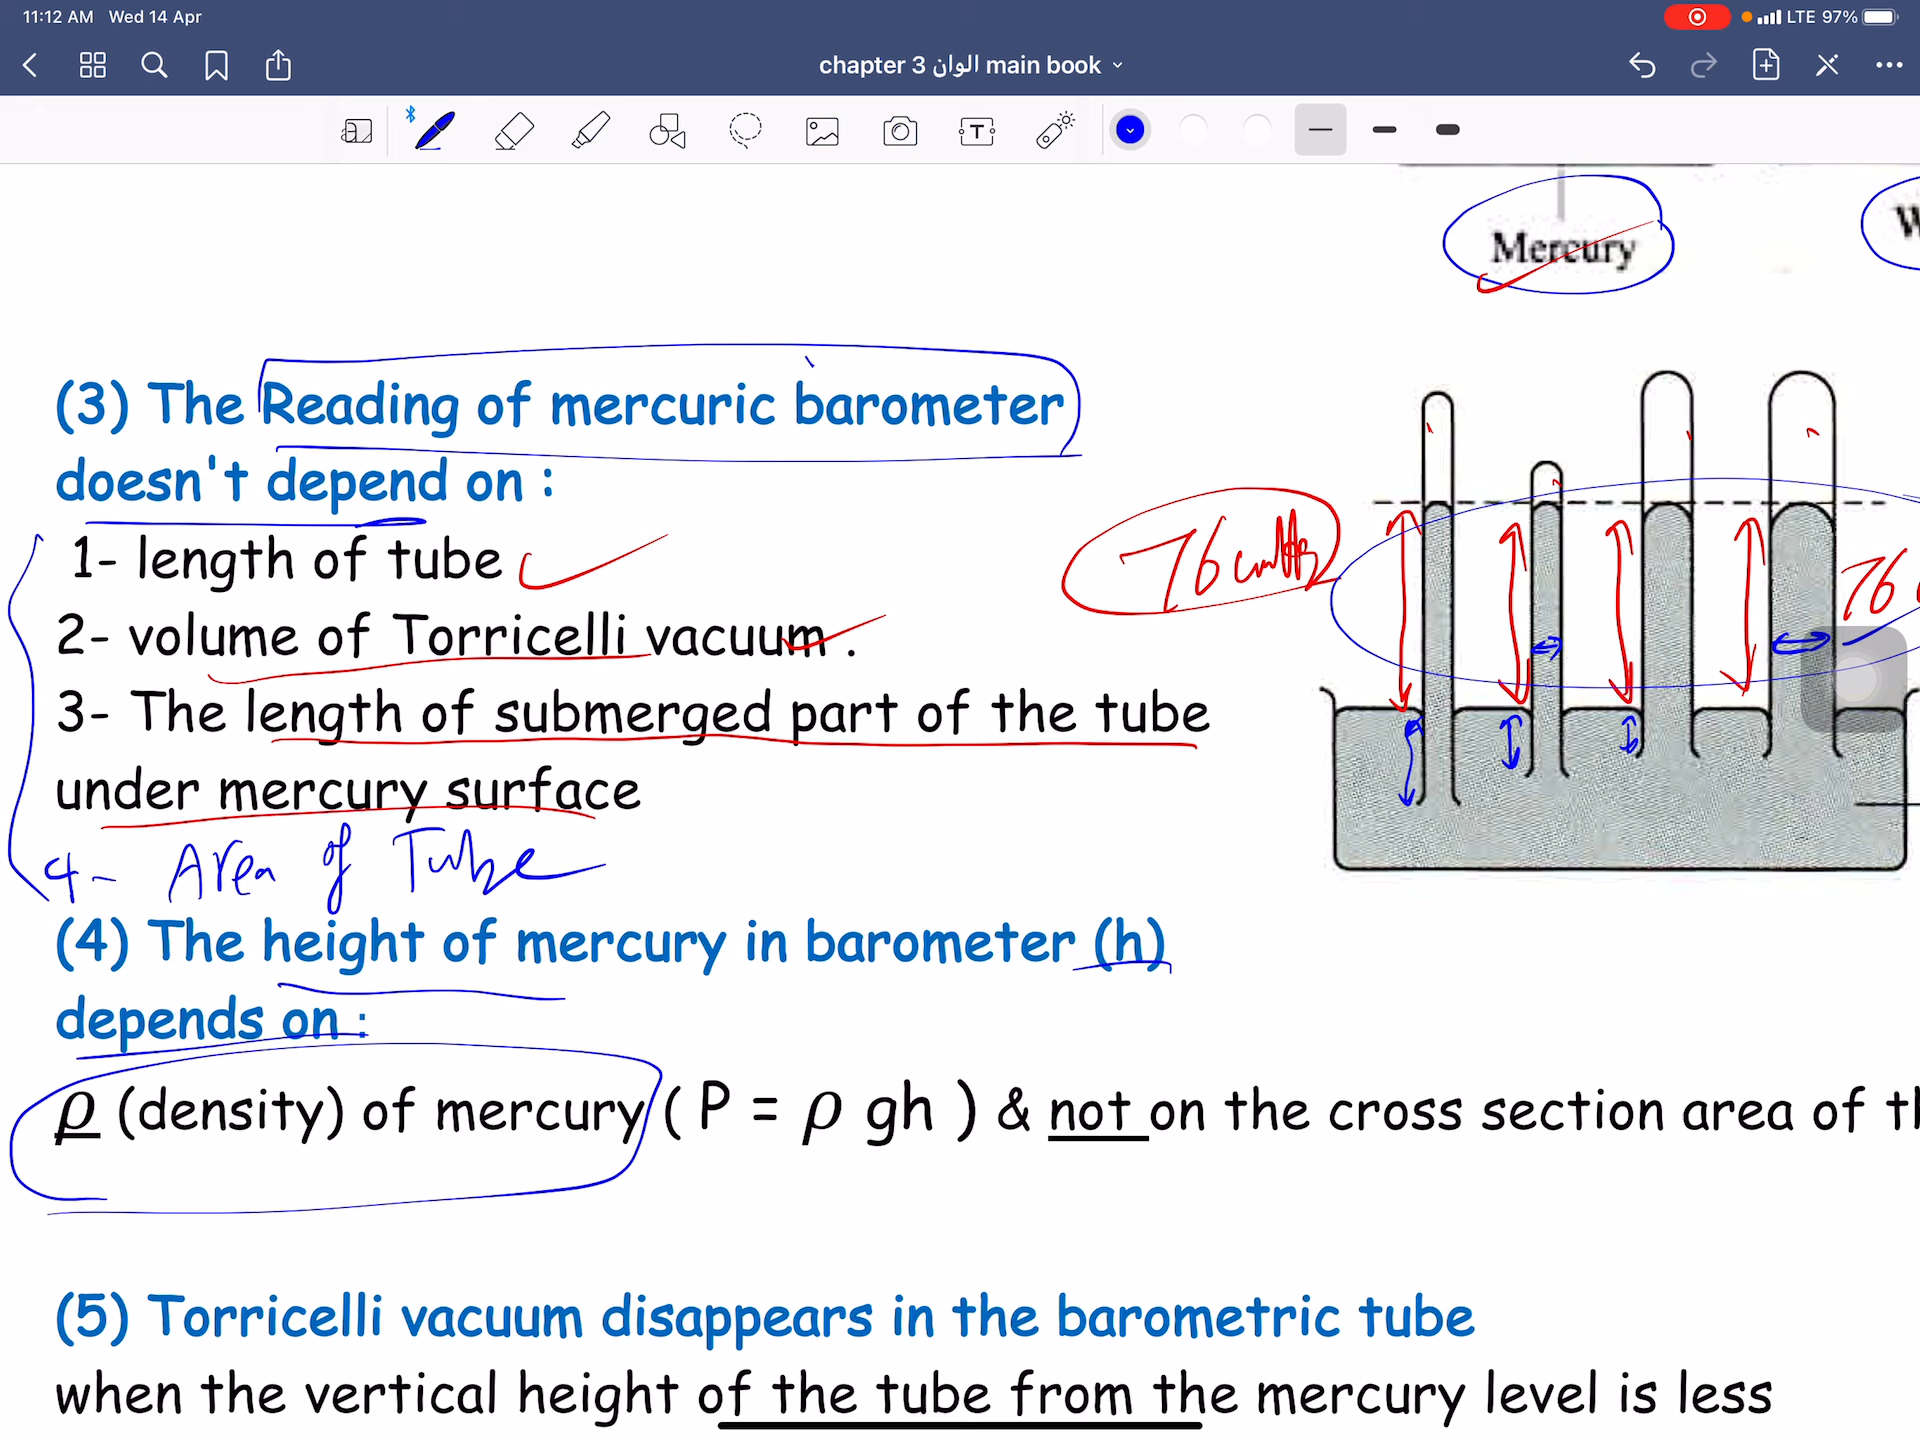 11:12 AM Wed 14 Apr
LTE 97%
chapter 3 الوان main book
T
Mercury
W
(3) The Reading of mercuric barometer
doesn't depend on :
1- length of tube
76 cmHg
76
2- volume of Torricelli vacuum .
3- The length of submerged part of the tube
under mercury surface
4- Area of Tube
(4) The height of mercury in barometer (h)
depends on :
ρ (density) of mercury ( P = ρ gh ) & not on the cross section area of th
(5) Torricelli vacuum disappears in the barometric tube
when the vertical height of the tube from the mercury level is less